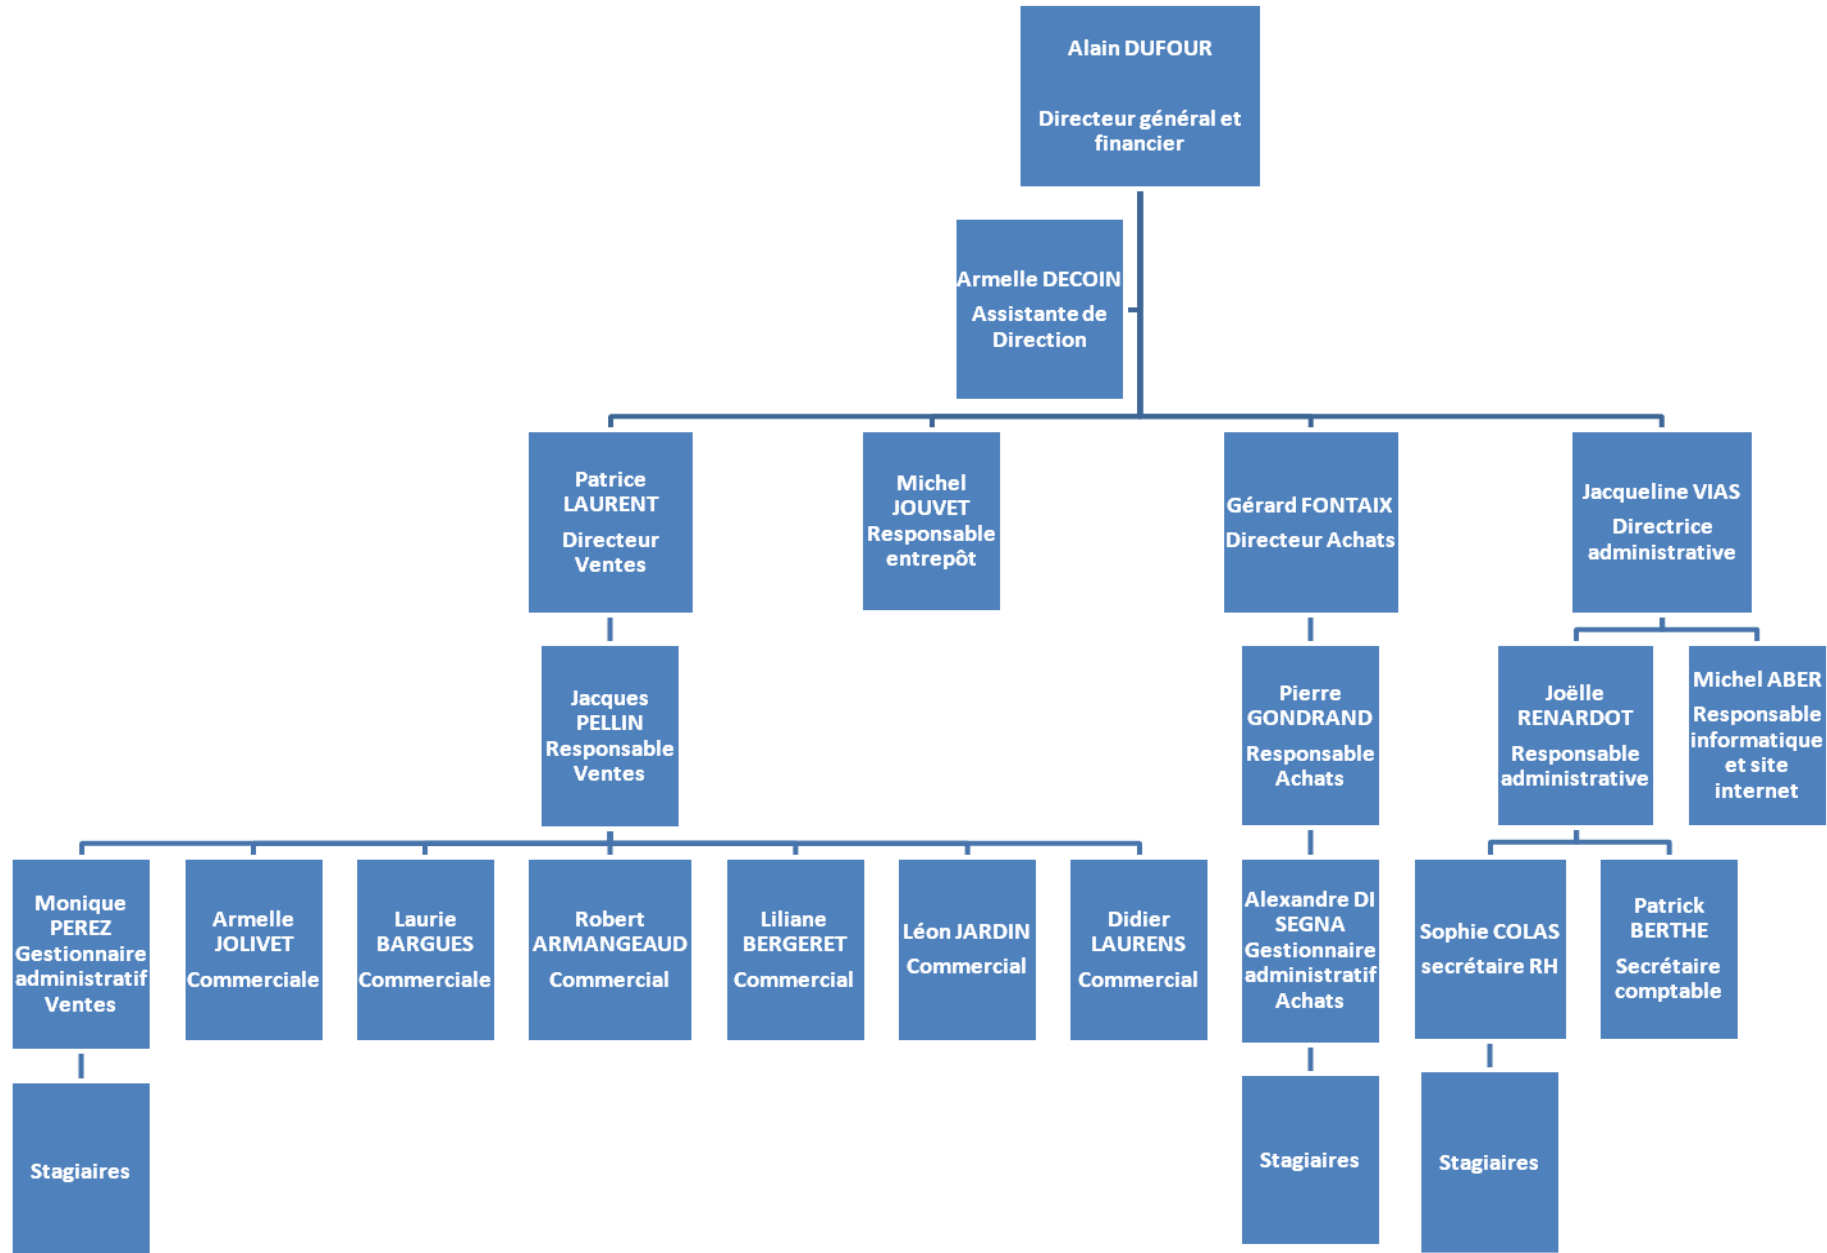 Alain DUFOUR
Directeur général et
financier
Armelle DECOIN
Assistante de
Direction
Patrice
LAURENT
Directeur
Ventes
Michel
JOUVET
Responsable
entrepôt
Gérard FONTAIX
Directeur Achats
Jacqueline VIAS
Directrice
administrative
Jacques
PELLIN
Responsable
Ventes
Pierre
GONDRAND
Responsable
Achats
Joëlle
RENARDOT
Responsable
administrative
Michel ABER
Responsable
informatique
et site
internet
Monique
PEREZ
Gestionnaire
administratif
Ventes
Armelle
JOLIVET
Commerciale
Laurie
BARGUES
Commerciale
Robert
ARMANGEAUD
Commercial
Liliane
BERGERET
Commercial
Léon JARDIN
Commercial
Didier
LAURENS
Commercial
Alexandre DI
SEGNA
Gestionnaire
administratif
Achats
Sophie COLAS
secrétaire RH
Patrick
BERTHE
Secrétaire
comptable
Stagiaires
Stagiaires
Stagiaires